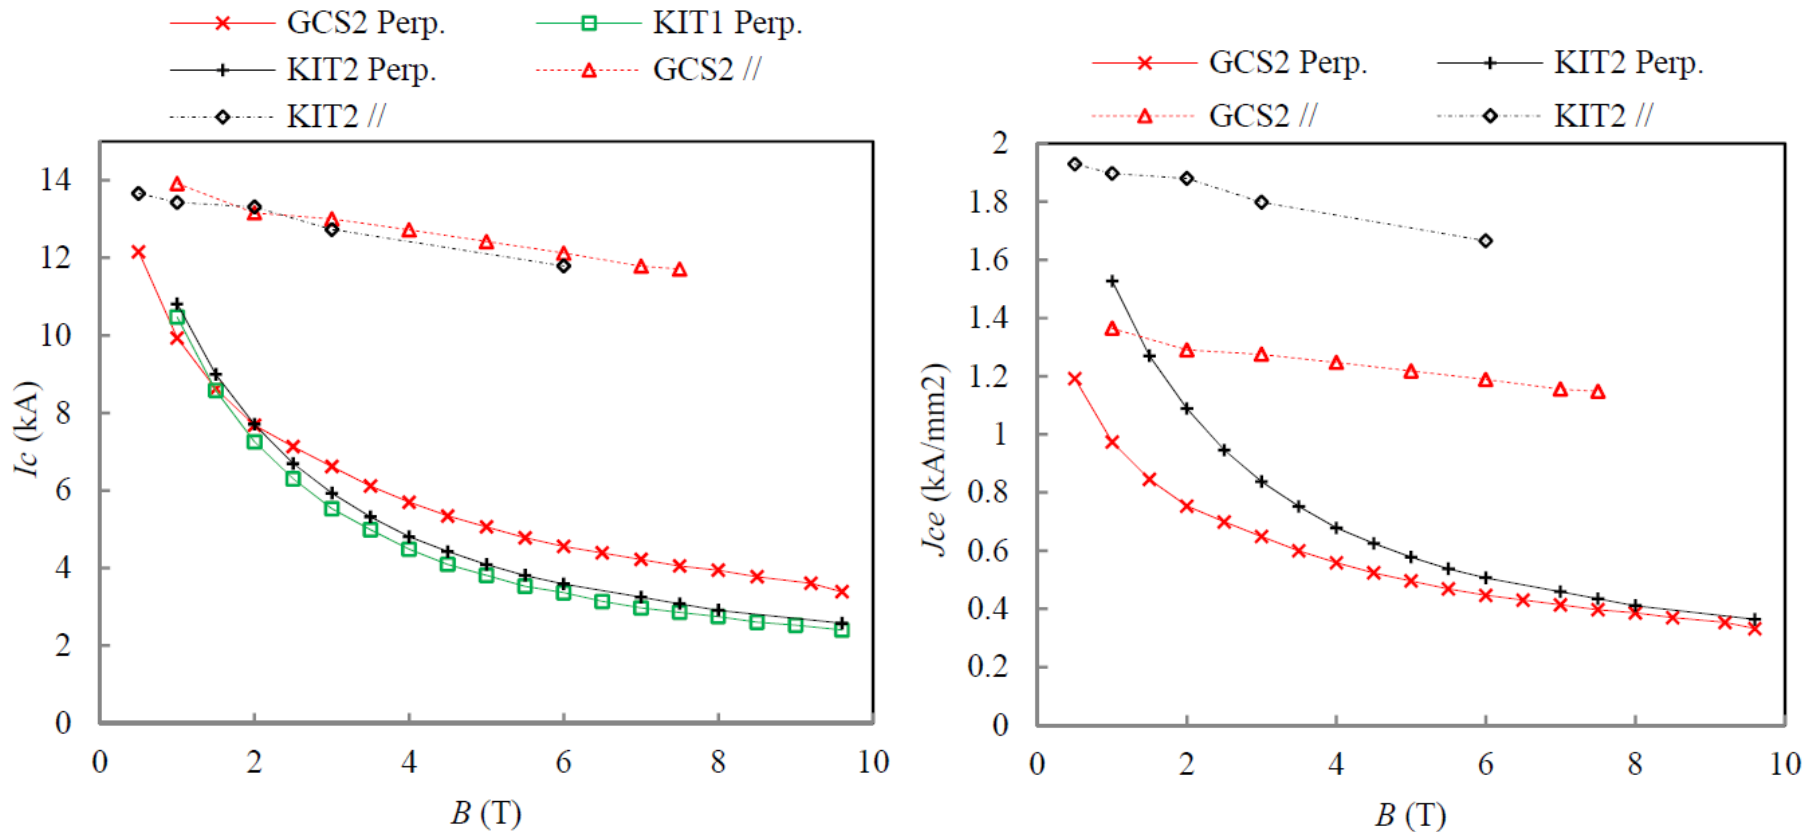 GCS2 Perp.
KIT1 Perp.
KIT2 Perp.
GCS2 //
KIT2 //
14
12
10
8
6
4
2
0
Ic (kA)
0 2 4 6 8 10
B (T)
GCS2 Perp.
KIT2 Perp.
GCS2 //
KIT2 //
2
1.8
1.6
1.4
1.2
1
0.8
0.6
0.4
0.2
0
Jce (kA/mm2)
0 2 4 6 8 10
B (T)